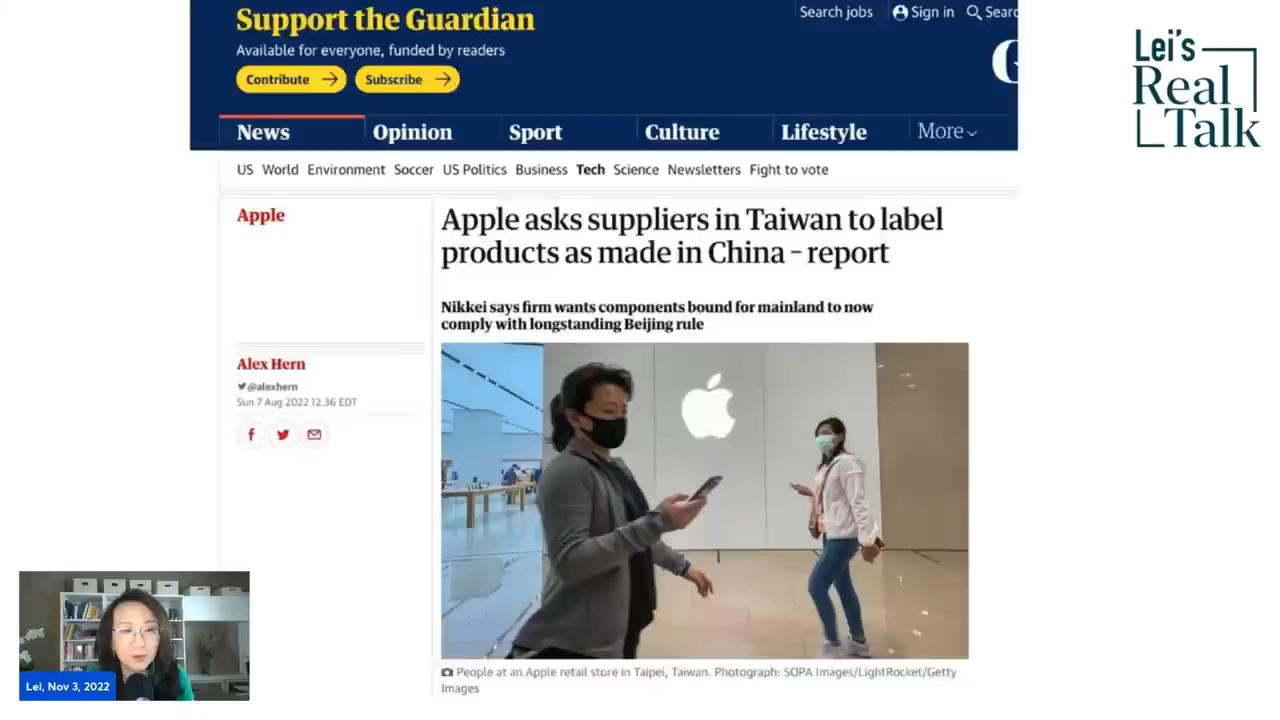 Support the Guardian
Available for everyone, funded by readers
Contribute
Subscribe
Search jobs
Sign in
News
Opinion
Sport
Culture
Lifestyle
More
US World Environment Soccer US Politics Business Tech Science Newsletters Fight to vote
Apple
Apple asks suppliers in Taiwan to label
products as made in China – report
Nikkei says firm wants components bound for mainland to now
comply with longstanding Beijing rule
Alex Hern
@alexhern
Sun 7 Aug 2022 12.36 EDT
People at an Apple retail store in Taipei, Taiwan. Photograph: SOPA Images/LightRocket/Getty
Images
Lei's
Real
Talk
Lei, Nov 3, 2022